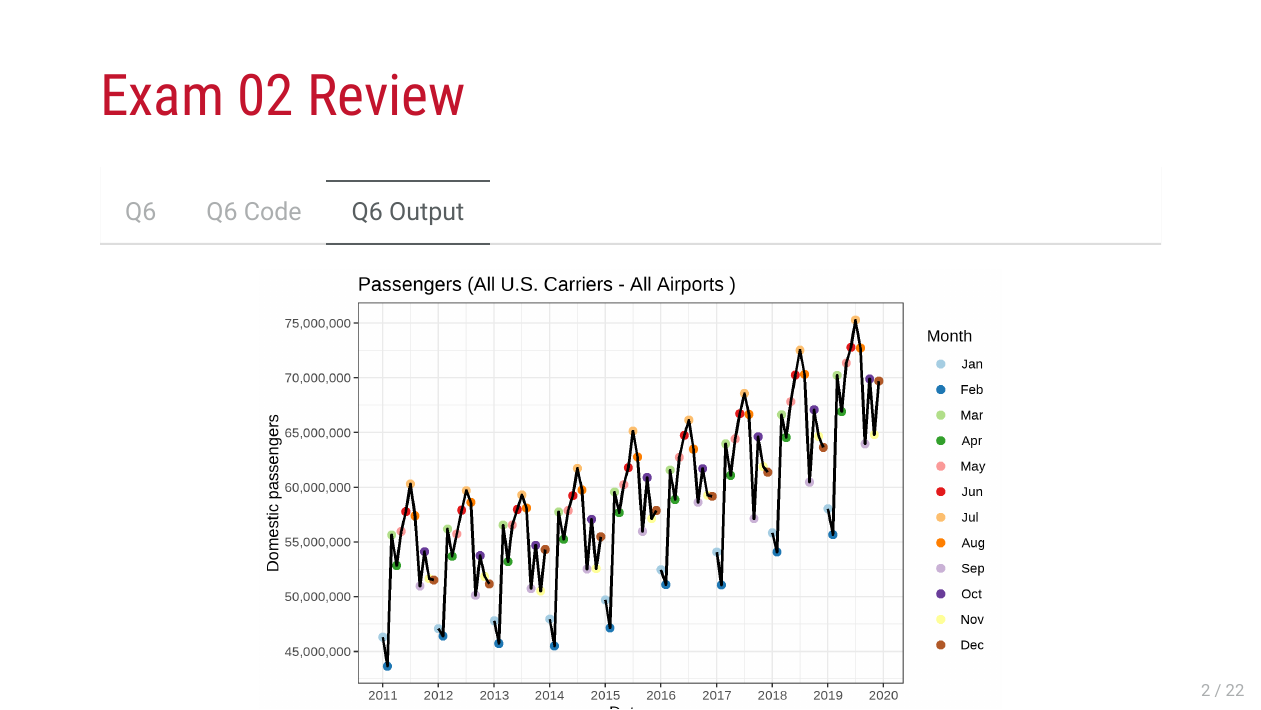 Exam 02 Review
Q6 Q6 Code Q6 Output
Passengers (All U.S. Carriers - All Airports )
Domestic passengers
75,000,000
70,000,000
65,000,000
60,000,000
55,000,000
50,000,000
45,000,000
2011 2012 2013 2014 2015 2016 2017 2018 2019 2020
Month
Jan
Feb
Mar
Apr
May
Jun
Jul
Aug
Sep
Oct
Nov
Dec
2 / 22